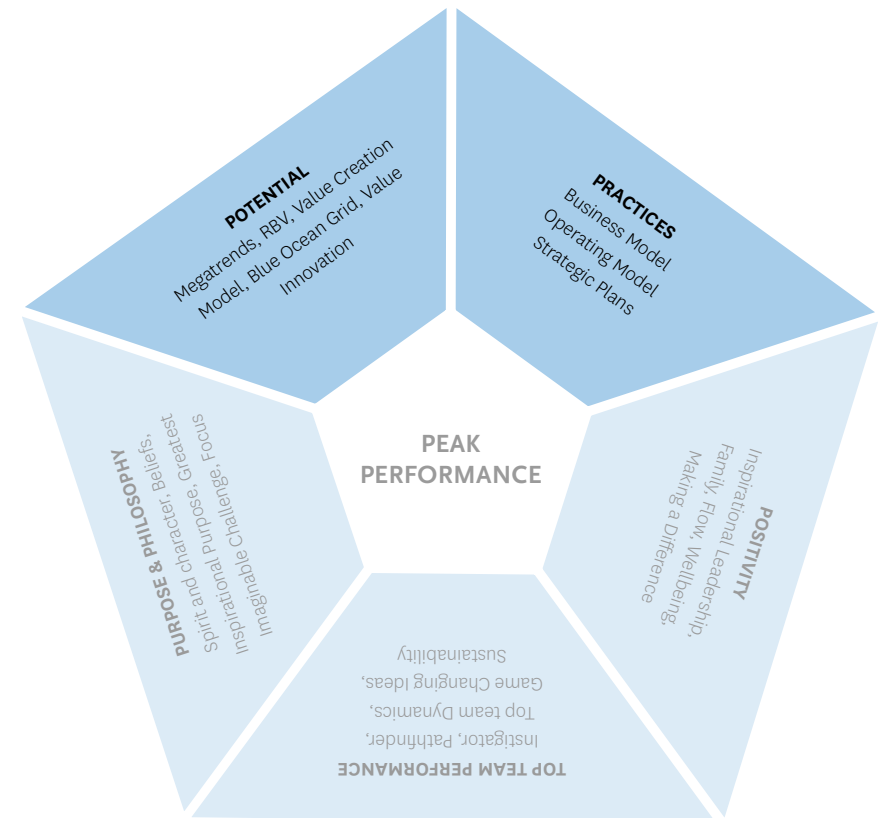 POTENTIAL
Megatrends, RBV, Value Creation
Model, Blue Ocean Grid, Value
Innovation
PRACTICES
Business Model
Operating Model
Strategic Plans
POSITIVITY
Inspirational Leadership,
Family, Flow, Wellbeing,
Making a Difference
TOP TEAM PERFORMANCE
Instigator, Pathfinder,
Top team Dynamics,
Game Changing Ideas,
Sustainability
PURPOSE & PHILOSOPHY
Spirit and character, Beliefs,
Inspirational Purpose, Greatest
Imaginable Challenge, Focus
PEAK
PERFORMANCE